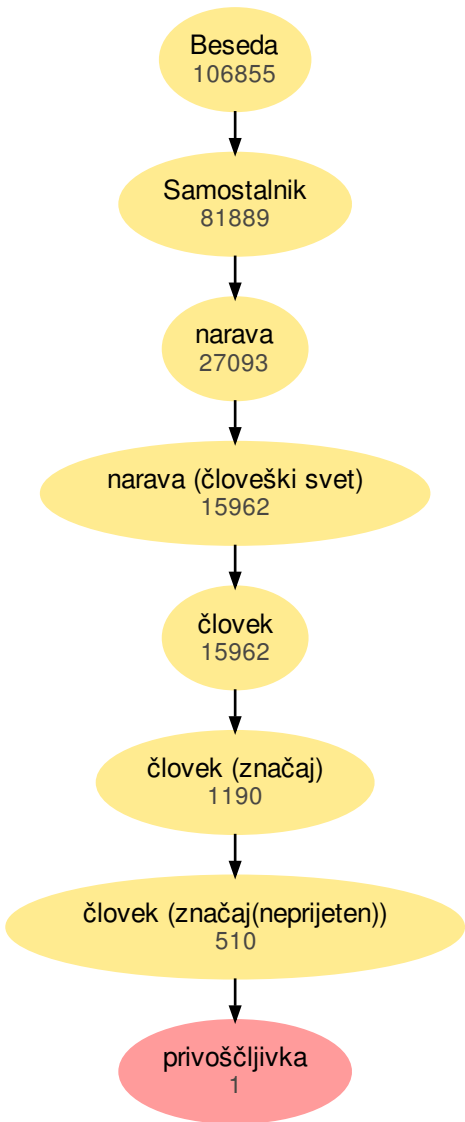 Beseda
106855
Samostalnik
81889
narava
27093
narava (človeški svet)
15962
človek
15962
človek (značaj)
1190
človek (značaj(neprijeten))
510
privoščljivka
1